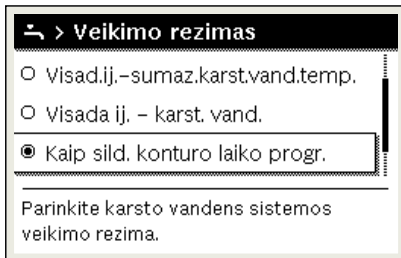 > Veikimo rezimas
Visad.ij.-sumaz.karst.vand.temp.
Visada ij. - karst. vand.
Kaip sild. konturo laiko progr.
Parinkite karsto vandens sistemos
veikimo rezima.